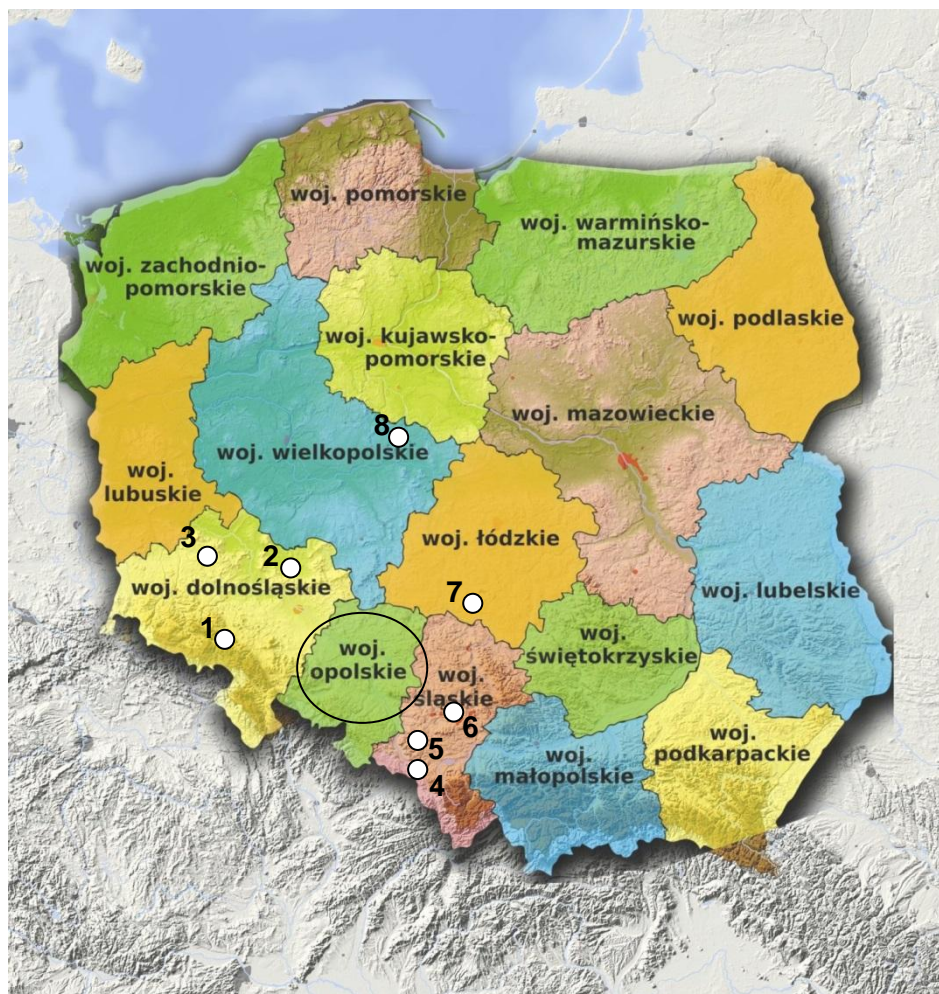 woj. pomorskie
woj. warmińsko-
mazurskie
woj. zachodnio-
pomorskie
woj. podlaskie
woj. kujawsko-
pomorskie
woj. mazowieckie
8
woj. wielkopolskie
woj.
lubuskie
3
2
woj. łódzkie
woj. dolnośląskie
7
woj. lubelskie
1
woj.
opolskie
woj.
śląskie
woj.
świętokrzyskie
6
5
4
woj.
małopolskie
woj.
podkarpackie